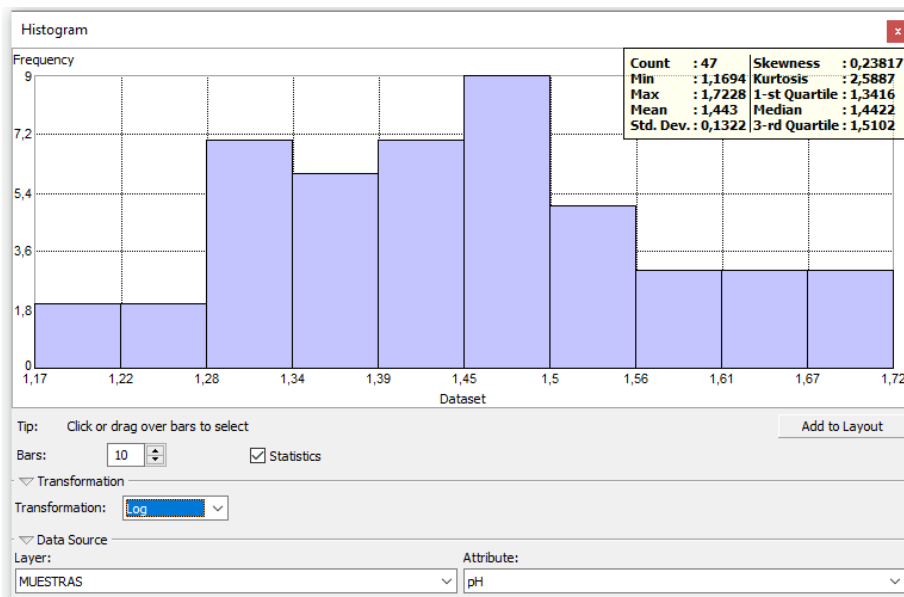 Histogram
x
Frequency
Count : 47 Skewness : 0,23817
Min : 1,1694 Kurtosis : 2,5887
Max : 1,7228 1-st Quartile : 1,3416
Mean : 1,443 Median : 1,4422
Std. Dev. : 0,1322 3-rd Quartile : 1,5102
9
7,2
5,4
3,6
1,8
0
1,17 1,22 1,28 1,34 1,39 1,45 1,5 1,56 1,61 1,67 1,72
Dataset
Tip: Click or drag over bars to select Add to Layout
Bars: 10 Statistics
Transformation
Transformation: Log
Data Source
Layer: Attribute:
MUESTRAS pH